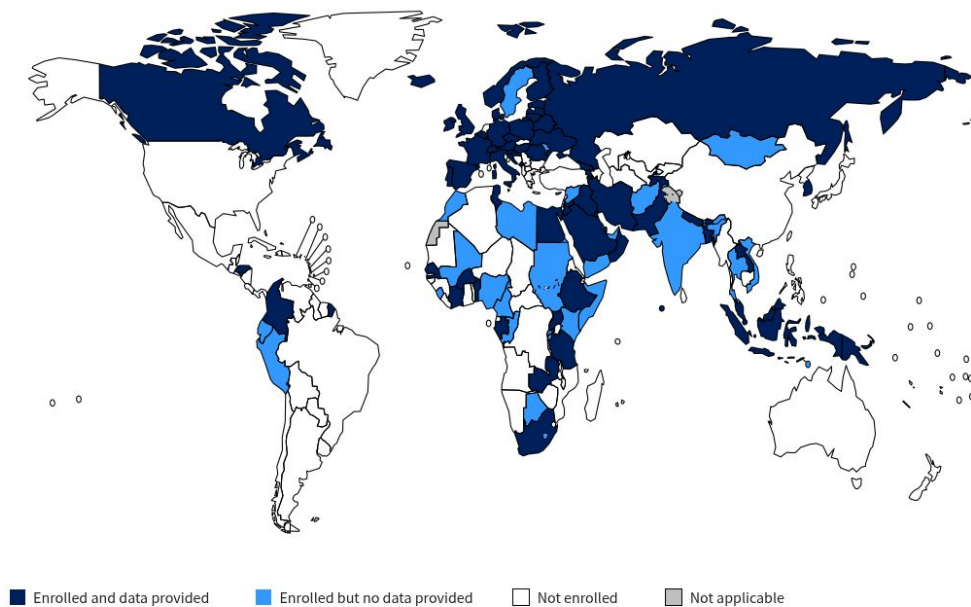 Enrolled and data provided
Enrolled but no data provided
Not enrolled
Not applicable